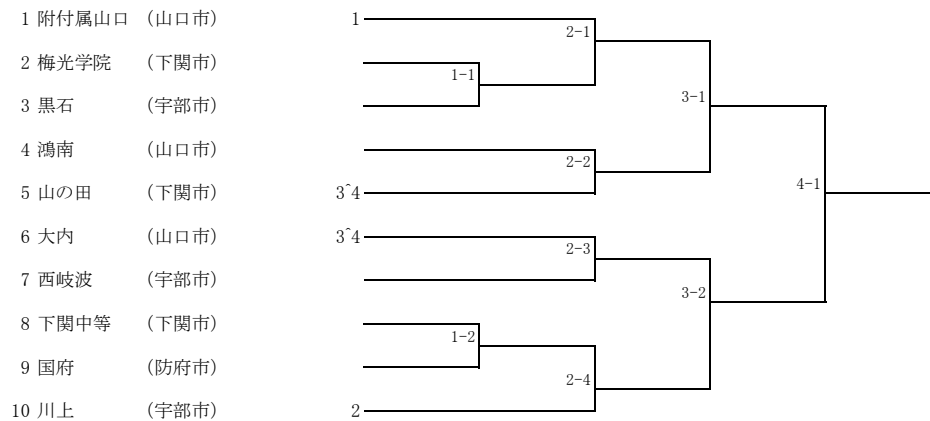 1 附付属山口 (山口市) 1
2-1
2 梅光学院 (下関市)
1-1
3 黒石 (宇部市)
3-1
4 鴻南 (山口市)
2-2
5 山の田 (下関市) 3~4
4-1
6 大内 (山口市) 3~4
2-3
7 西岐波 (宇部市)
3-2
8 下関中等 (下関市)
1-2
9 国府 (防府市)
2-4
10 川上 (宇部市) 2